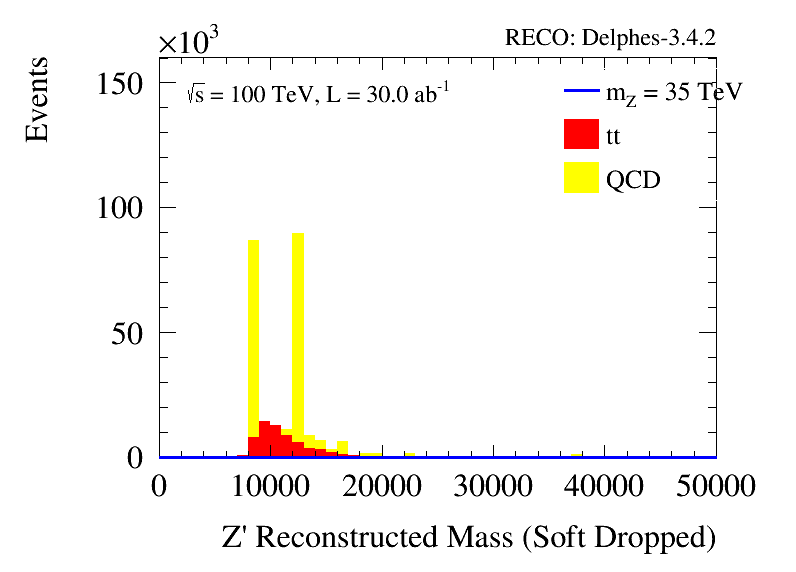 ×10³
RECO: Delphes-3.4.2
Events
√s = 100 TeV, L = 30.0 ab⁻¹
m_Z = 35 TeV
tt
QCD
150
100
50
0
0 10000 20000 30000 40000 50000
Z' Reconstructed Mass (Soft Dropped)